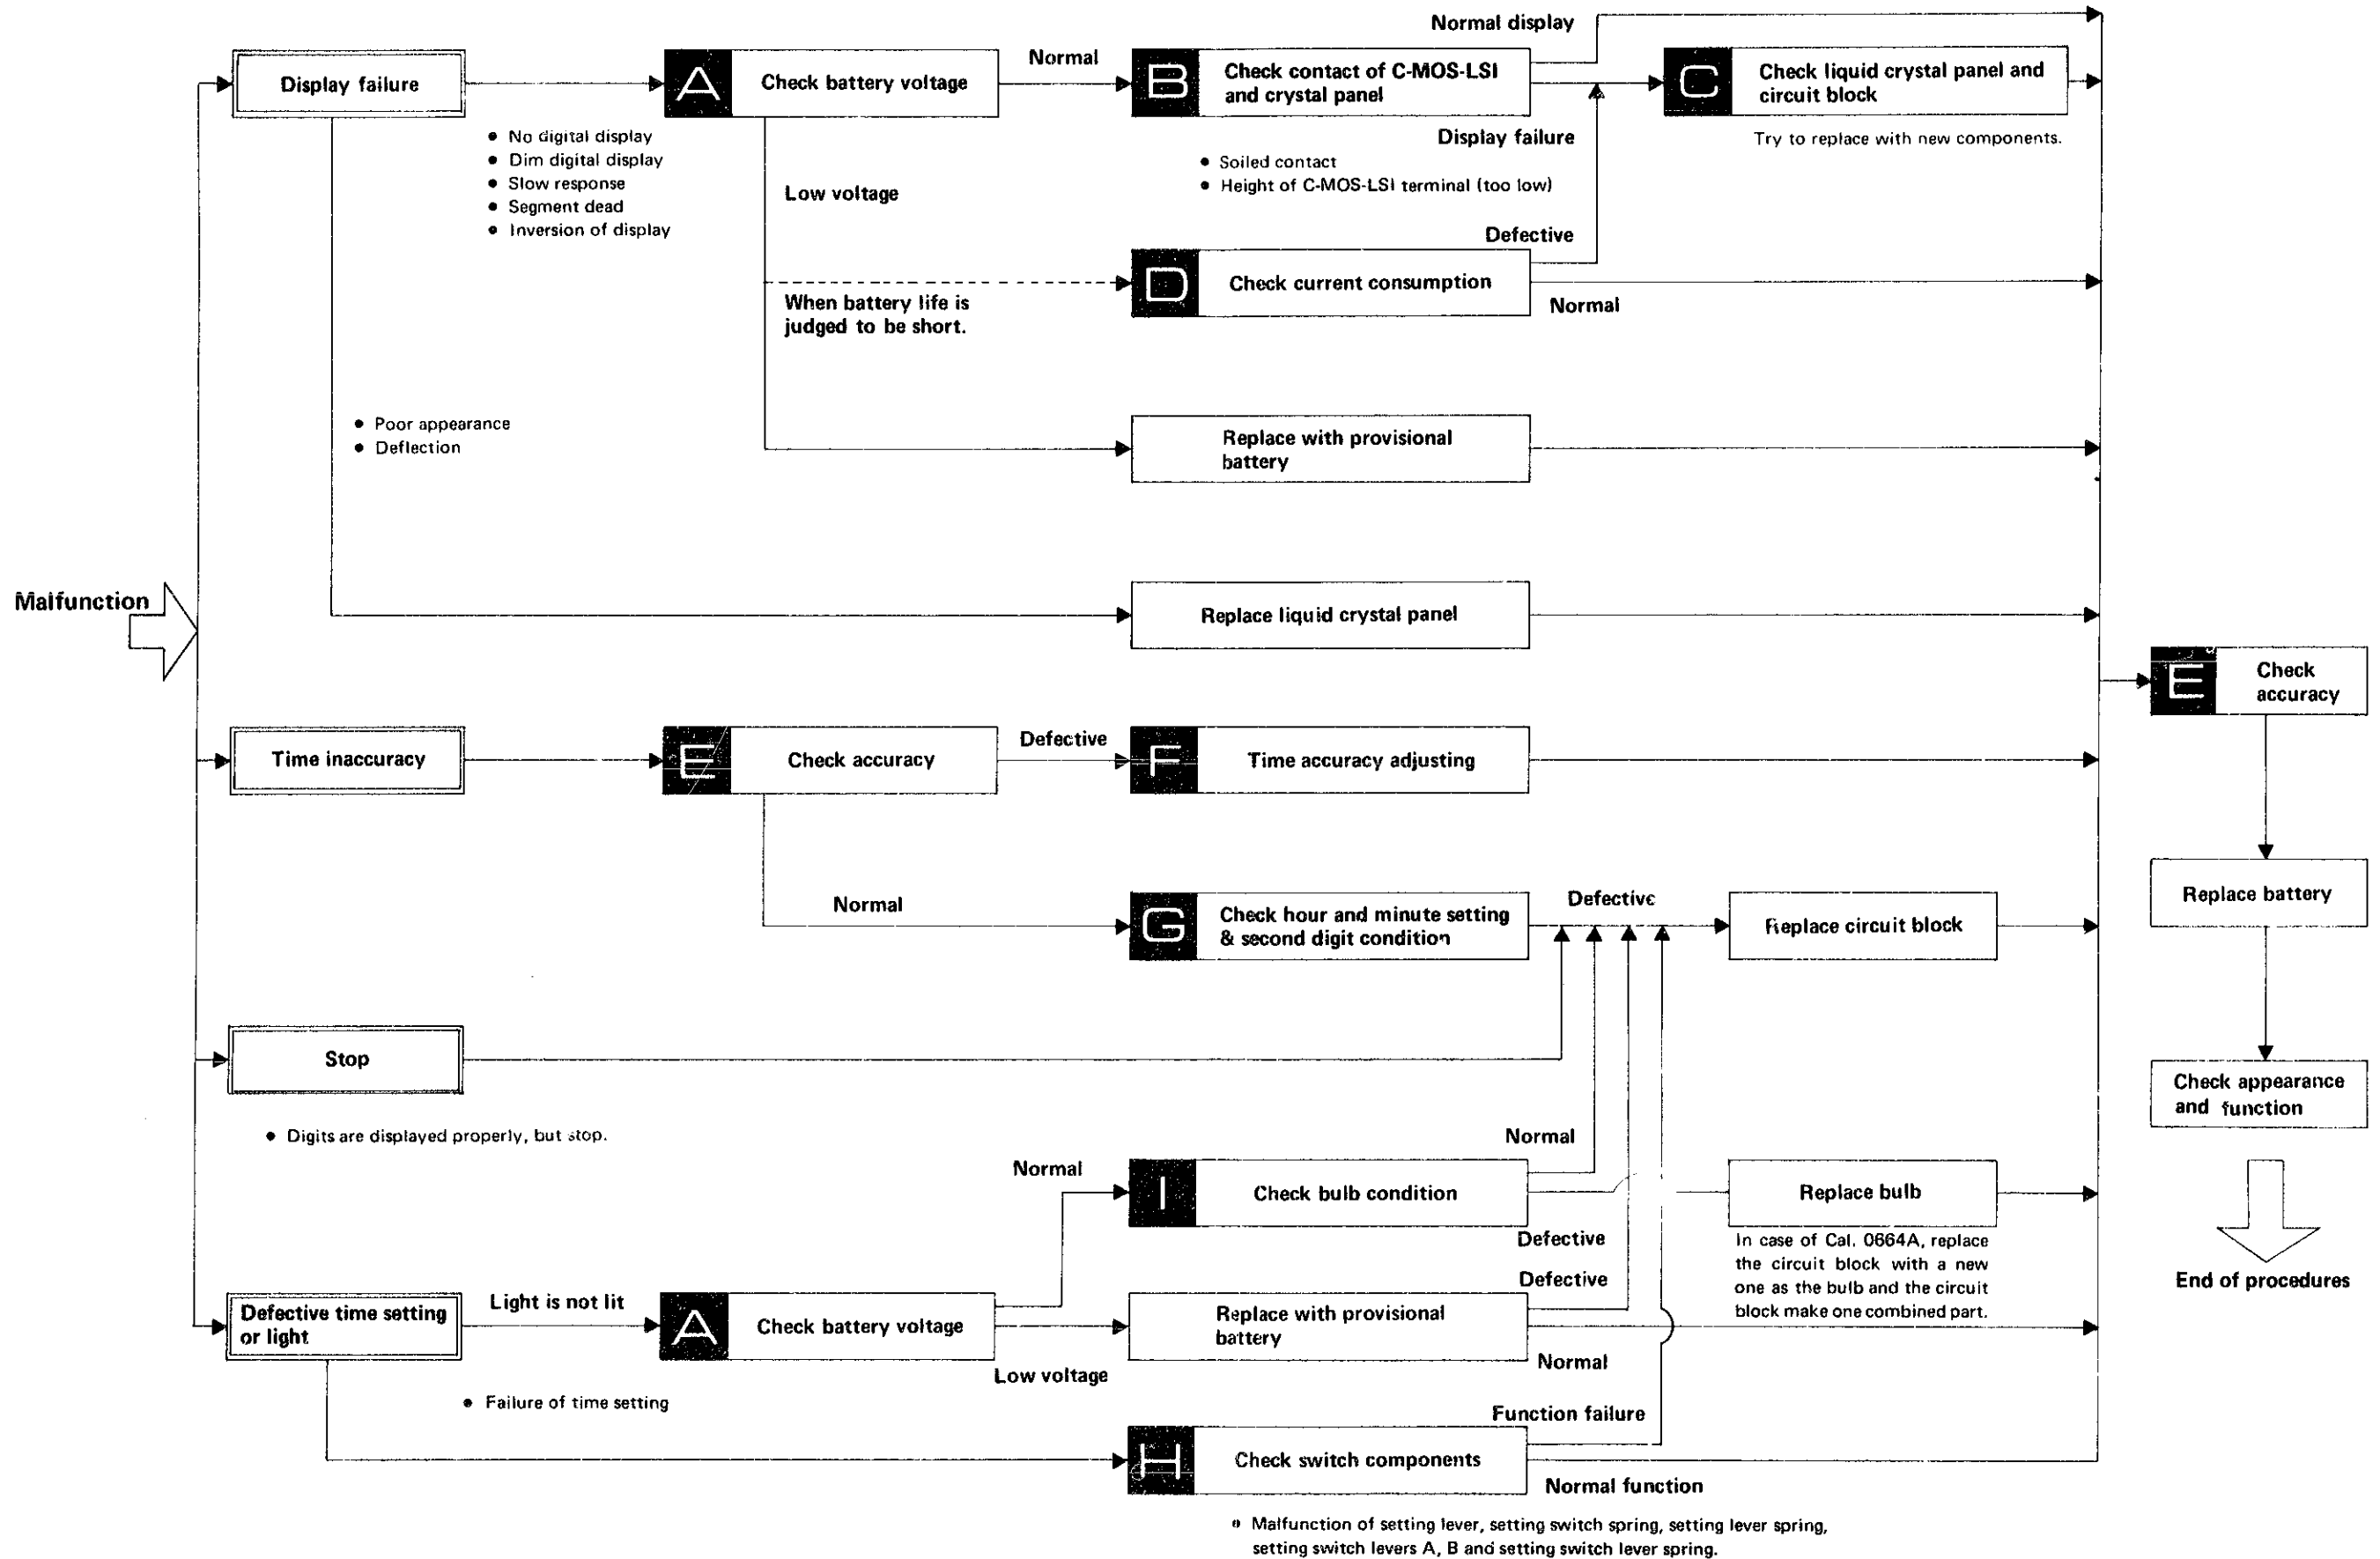 Malfunction
Display failure
A
Check battery voltage
Normal
B
Check contact of C-MOS-LSI
and crystal panel
Normal display
C
Check liquid crystal panel and
circuit block
Try to replace with new components.
• No digital display
• Dim digital display
• Slow response
• Segment dead
• Inversion of display
Low voltage
Display failure
• Soiled contact
• Height of C-MOS-LSI terminal (too low)
Defective
D
Check current consumption
Normal
When battery life is
judged to be short.
• Poor appearance
• Deflection
Replace with provisional
battery
Replace liquid crystal panel
Time inaccuracy
E
Check accuracy
Defective
F
Time accuracy adjusting
Normal
G
Check hour and minute setting
& second digit condition
Defective
Replace circuit block
Stop
• Digits are displayed properly, but stop.
Normal
Normal
I
Check bulb condition
Defective
Replace bulb
In case of Cal. 0664A, replace
the circuit block with a new
one as the bulb and the circuit
block make one combined part.
Defective time setting
or light
Light is not lit
A
Check battery voltage
Low voltage
Defective
Replace with provisional
battery
Normal
• Failure of time setting
Function failure
H
Check switch components
Normal function
• Malfunction of setting lever, setting switch spring, setting lever spring,
setting switch levers A, B and setting switch lever spring.
E
Check
accuracy
Replace battery
Check appearance
and function
End of procedures